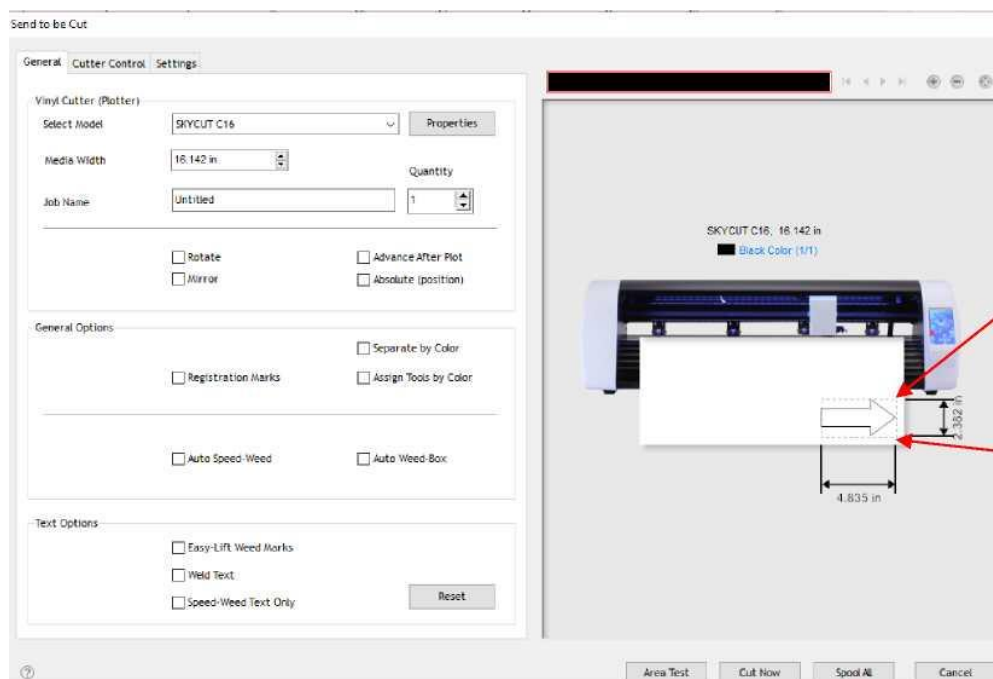 Send to be Cut
General Cutter Control Settings
Vinyl Cutter (Plotter)
Select Model SKYCUT C16 Properties
Media Width 16.142 in
Quantity
Job Name Untitled 1
Rotate Advance After Plot
Mirror Absolute (position)
General Options
Separate by Color
Registration Marks Assign Tools by Color
Auto Speed-Weed Auto Weed-Box
Text Options
Easy-Lift Weed Marks
Weld Text
Speed-Weed Text Only
Reset
SKYCUT C16, 16.142 in
Black Color (1/1)
2.382 in
4.835 in
Area Test Cut Now Spool All Cancel